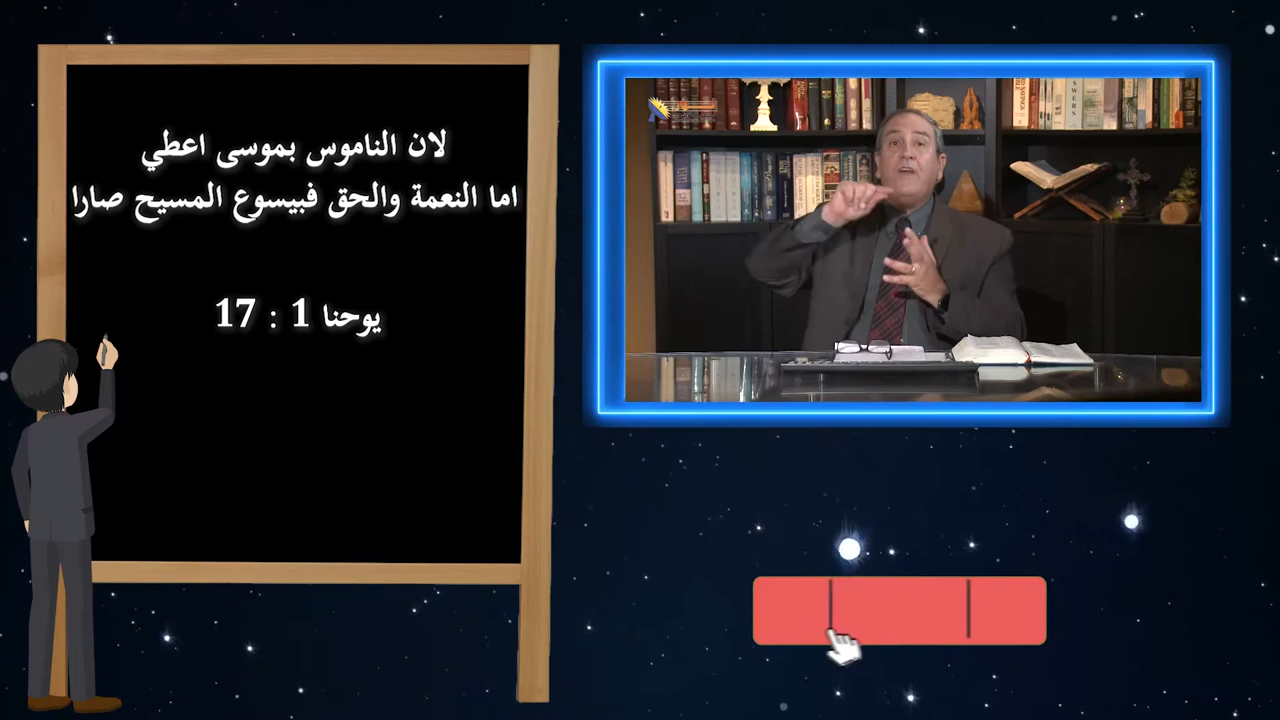 لان الناموس بموسى اعطي
اما النعمة والحق فبيسوع المسيح صارا
يوحنا 1 : 17